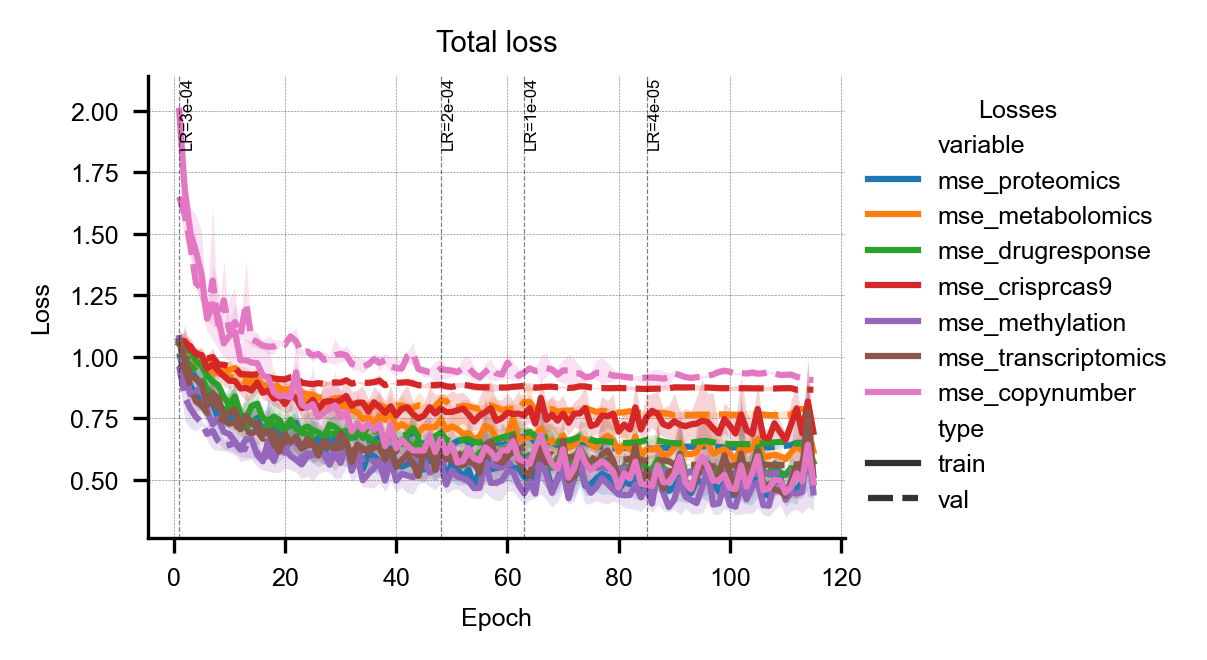 Total loss
LR=3e-04
LR=2e-04
LR=1e-04
LR=4e-05
2.00
1.75
1.50
1.25
1.00
0.75
0.50
Loss
0
20
40
60
80
100
120
Epoch
Losses
variable
mse_proteomics
mse_metabolomics
mse_drugresponse
mse_crisprcas9
mse_methylation
mse_transcriptomics
mse_copynumber
type
train
val